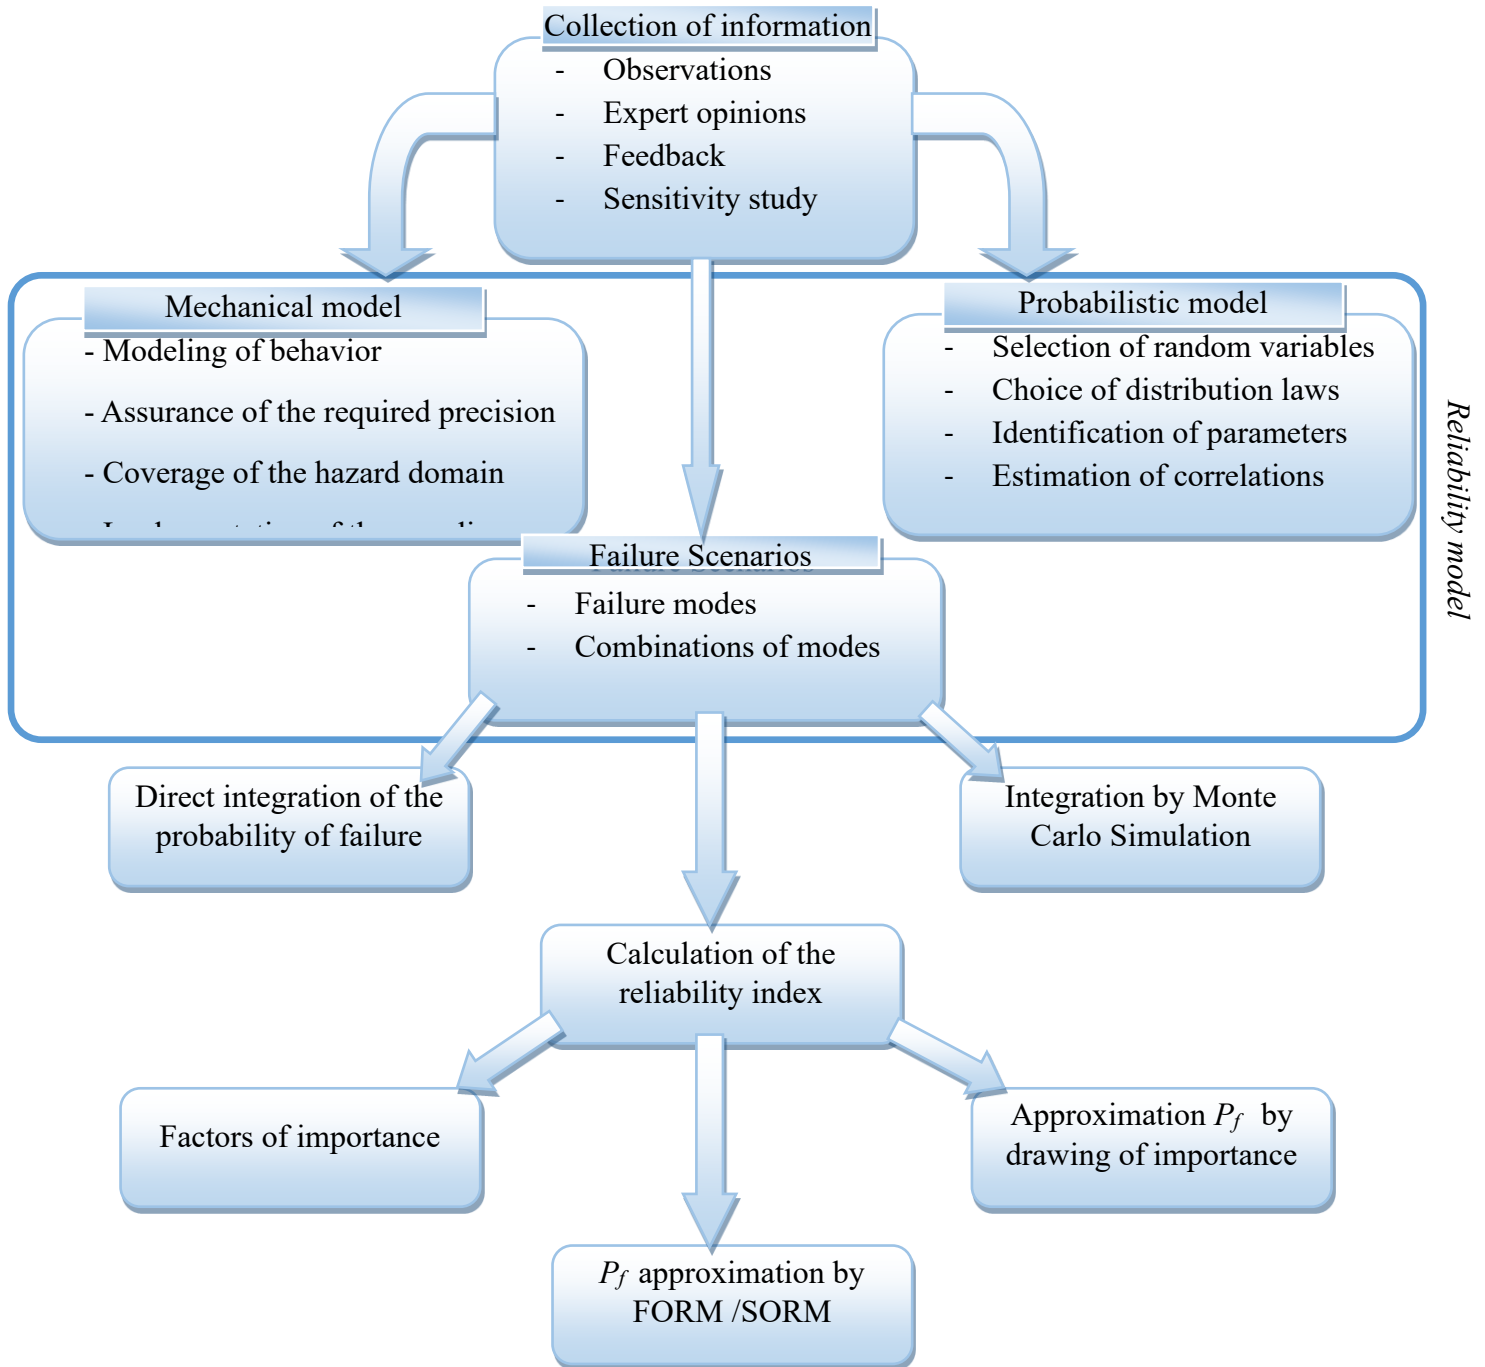 Collection of information
- Observations
- Expert opinions
- Feedback
- Sensitivity study
Mechanical model
- Modeling of behavior
- Assurance of the required precision
- Coverage of the hazard domain
Probabilistic model
- Selection of random variables
- Choice of distribution laws
- Identification of parameters
- Estimation of correlations
Reliability model
Failure Scenarios
- Failure modes
- Combinations of modes
Direct integration of the
probability of failure
Integration by Monte
Carlo Simulation
Calculation of the
reliability index
Factors of importance
Approximation Pf by
drawing of importance
Pf approximation by
FORM /SORM